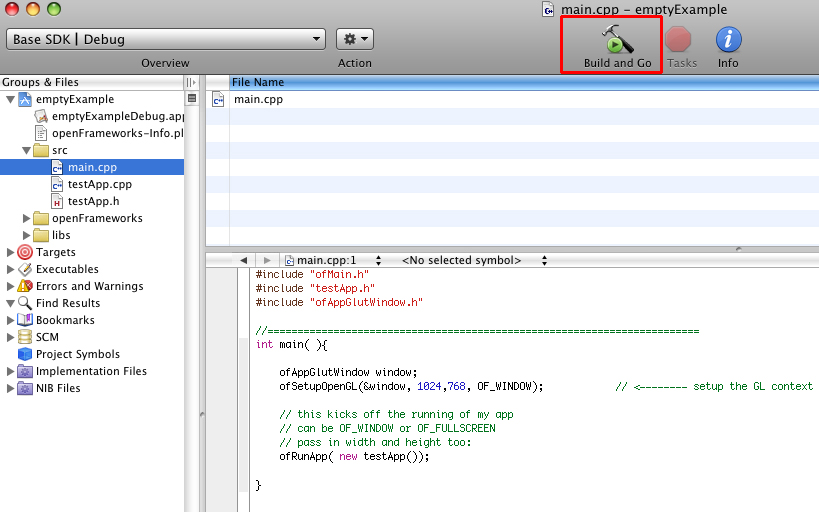 main.cpp – emptyExample
Base SDK | Debug
Overview
Action
Build and Go
Tasks
Info
Groups & Files
emptyExample
emptyExampleDebug.app
openFrameworks-Info.pl
src
main.cpp
testApp.cpp
testApp.h
openFrameworks
libs
Targets
Executables
Errors and Warnings
Find Results
Bookmarks
SCM
Project Symbols
Implementation Files
NIB Files
File Name
main.cpp
main.cpp:1 <No selected symbol>
#include "ofMain.h"
#include "testApp.h"
#include "ofAppGlutWindow.h"
//========================================================================
int main( ){
ofAppGlutWindow window;
ofSetupOpenGL(&window, 1024,768, OF_WINDOW); // <-------- setup the GL context
// this kicks off the running of my app
// can be OF_WINDOW or OF_FULLSCREEN
// pass in width and height too:
ofRunApp( new testApp());
}